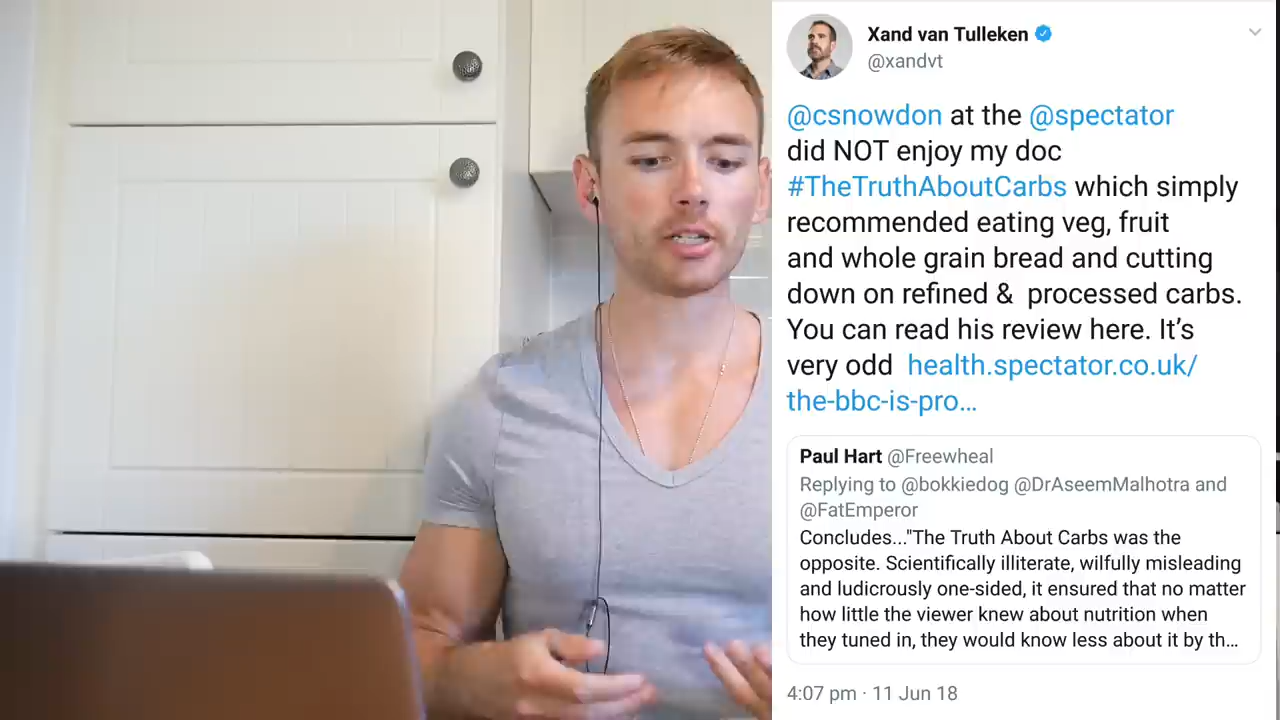 Xand van Tulleken
@xandvt
@csnowdon at the @spectator
did NOT enjoy my doc
#TheTruthAboutCarbs which simply
recommended eating veg, fruit
and whole grain bread and cutting
down on refined & processed carbs.
You can read his review here. It's
very odd health.spectator.co.uk/
the-bbc-is-pro…
Paul Hart @Freewheal
Replying to @bokkiedog @DrAseemMalhotra and
@FatEmperor
Concludes..."The Truth About Carbs was the
opposite. Scientifically illiterate, wilfully misleading
and ludicrously one-sided, it ensured that no matter
how little the viewer knew about nutrition when
they tuned in, they would know less about it by th…
4:07 pm · 11 Jun 18